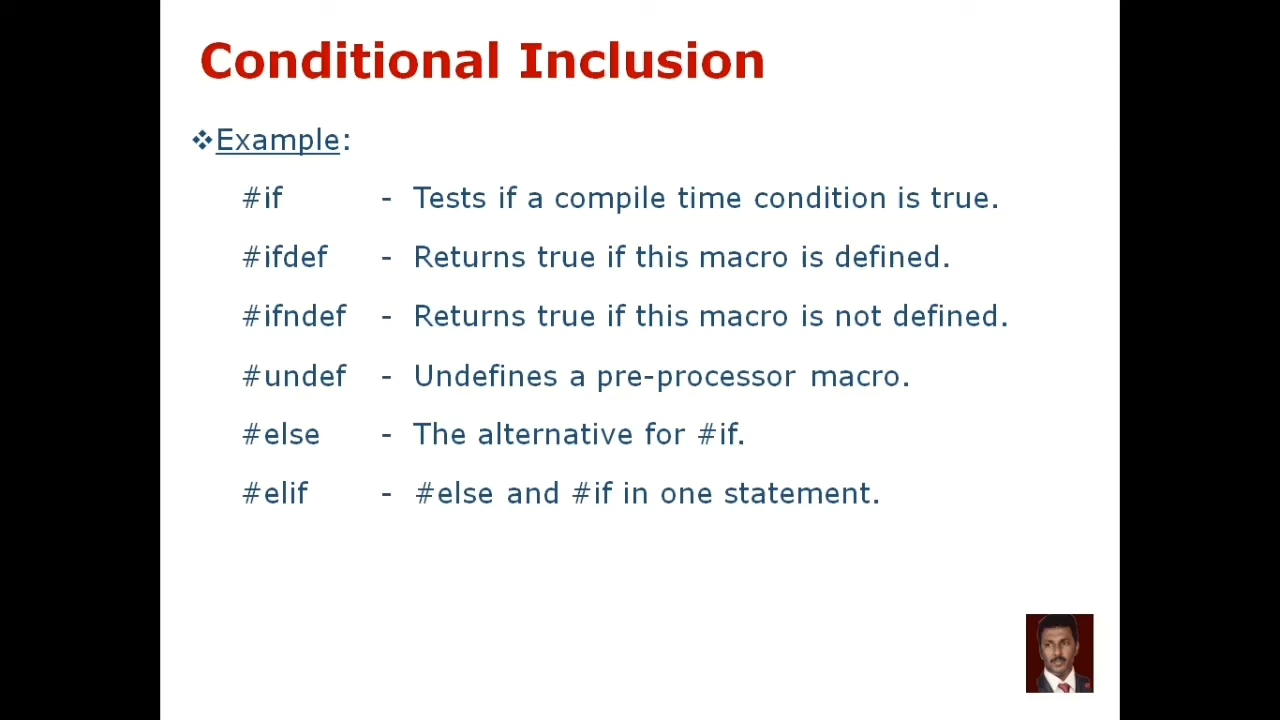 Conditional Inclusion
Example:
#if - Tests if a compile time condition is true.
#ifdef - Returns true if this macro is defined.
#ifndef - Returns true if this macro is not defined.
#undef - Undefines a pre-processor macro.
#else - The alternative for #if.
#elif - #else and #if in one statement.